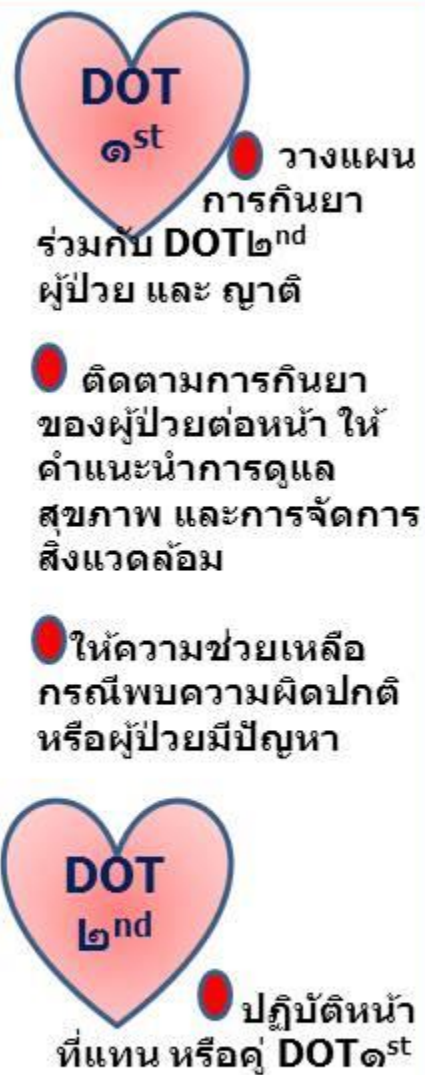 DOT
๑st
วางแผน
การกินยา
ร่วมกับ DOT๒nd
ผู้ป่วย และ ญาติ
ติดตามการกินยา
ของผู้ป่วยต่อหน้า ให้
คำแนะนำการดูแล
สุขภาพ และการจัดการ
สิ่งแวดล้อม
ให้ความช่วยเหลือ
กรณีพบความผิดปกติ
หรือผู้ป่วยมีปัญหา
DOT
๒nd
ปฏิบัติหน้า
ที่แทน หรือคู่ DOT๑st